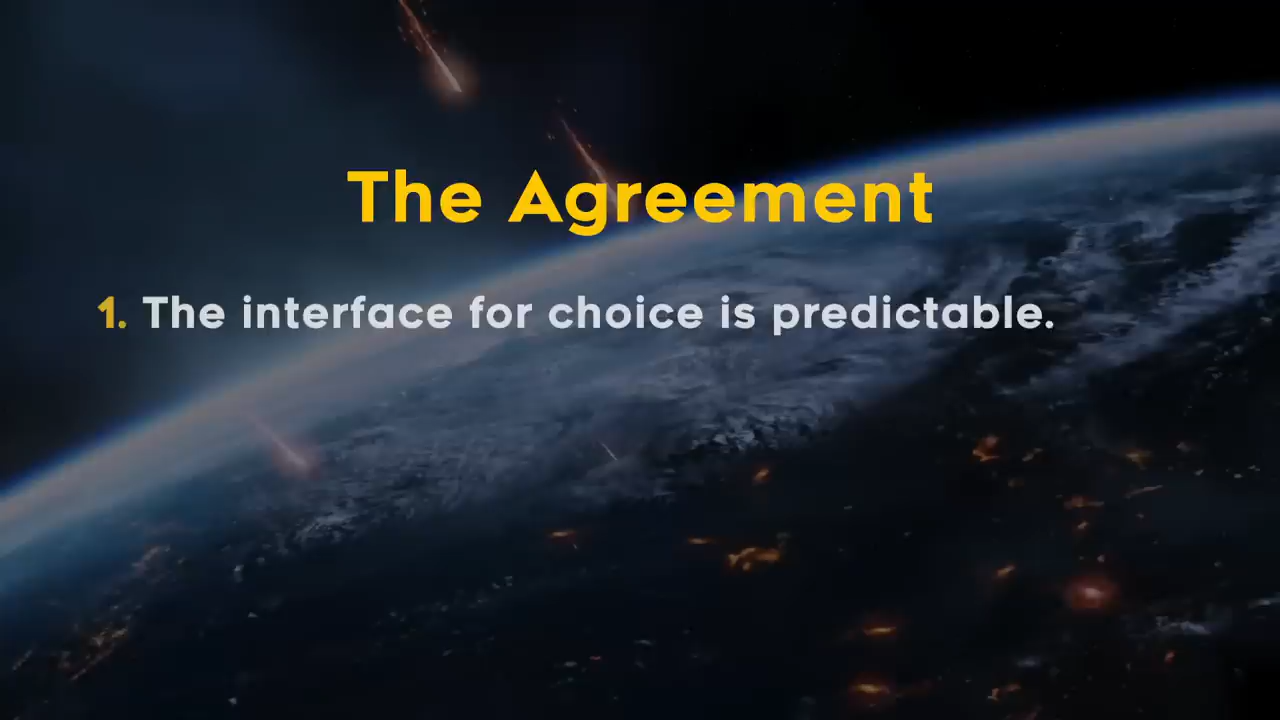 The Agreement
1. The interface for choice is predictable.